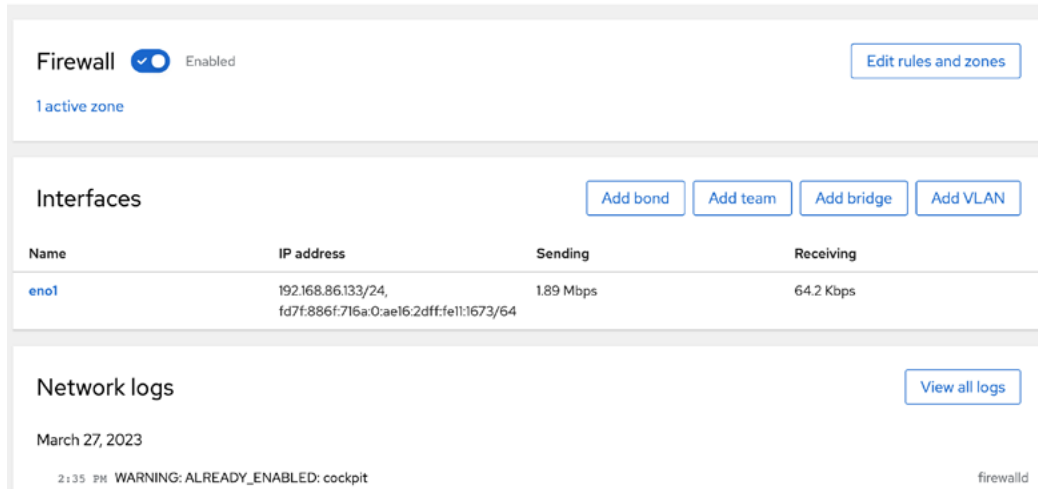 Firewall Enabled Edit rules and zones
1 active zone
Interfaces Add bond Add team Add bridge Add VLAN
Name IP address Sending Receiving
eno1 192.168.86.133/24, 1.89 Mbps 64.2 Kbps
fd7f:886f:716a:0:ae16:2dff:fe11:1673/64
Network logs View all logs
March 27, 2023
2:35 PM WARNING: ALREADY_ENABLED: cockpit firewalld